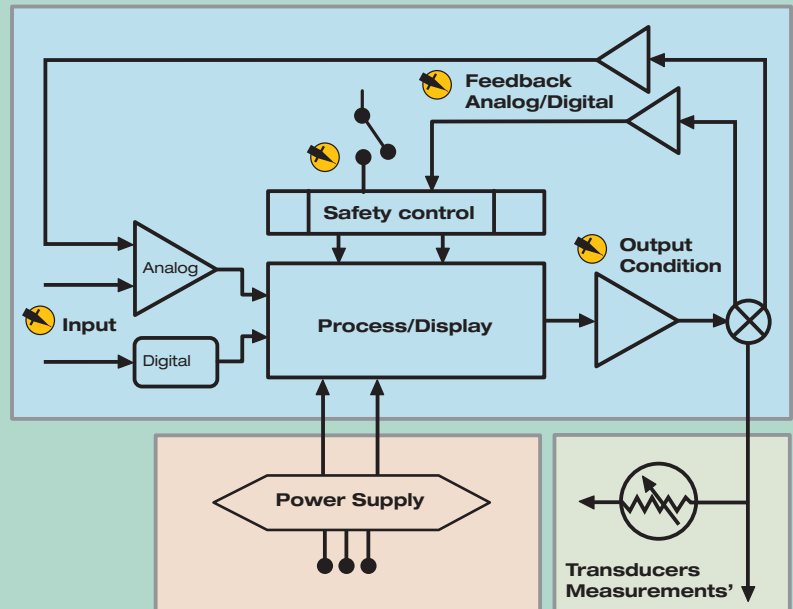 Feedback
Analog/Digital
Safety control
Output
Condition
Analog
Input
Process/Display
Digital
Power Supply
Transducers
Measurements'